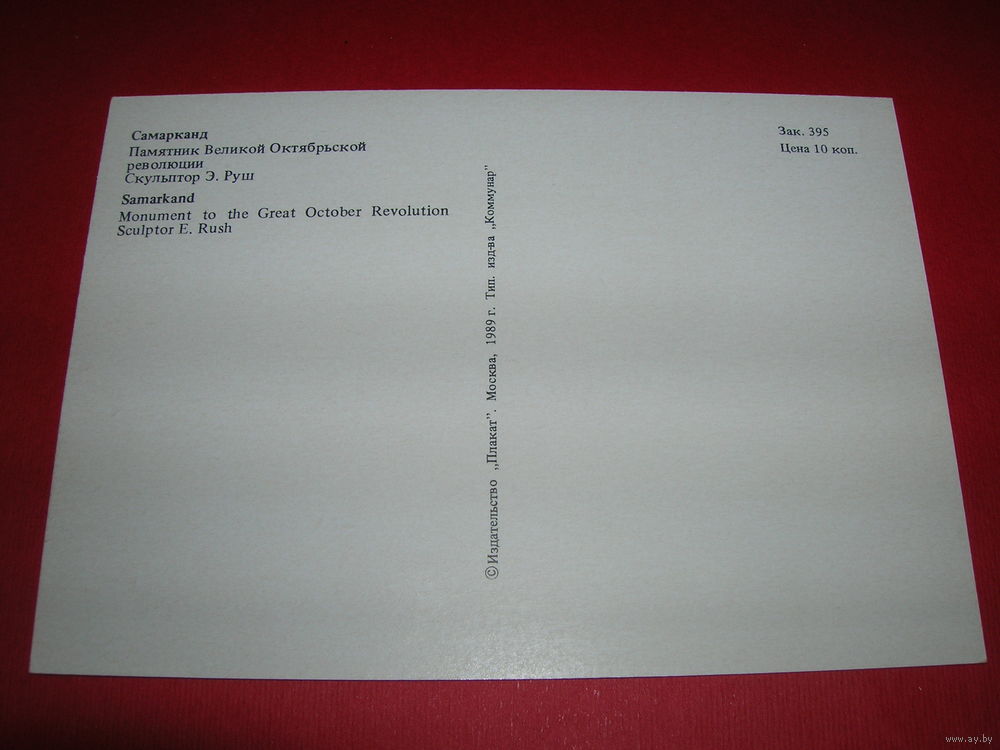 Самарканд
Памятник Великой Октябрьской
революции
Скульптор Э. Руш
Samarkand
Monument to the Great October Revolution
Sculptor E. Rush
© Издательство „Плакат”. Москва, 1989 г. Тип. изд-ва „Коммунар”
Зак. 395
Цена 10 коп.
www.ay.by